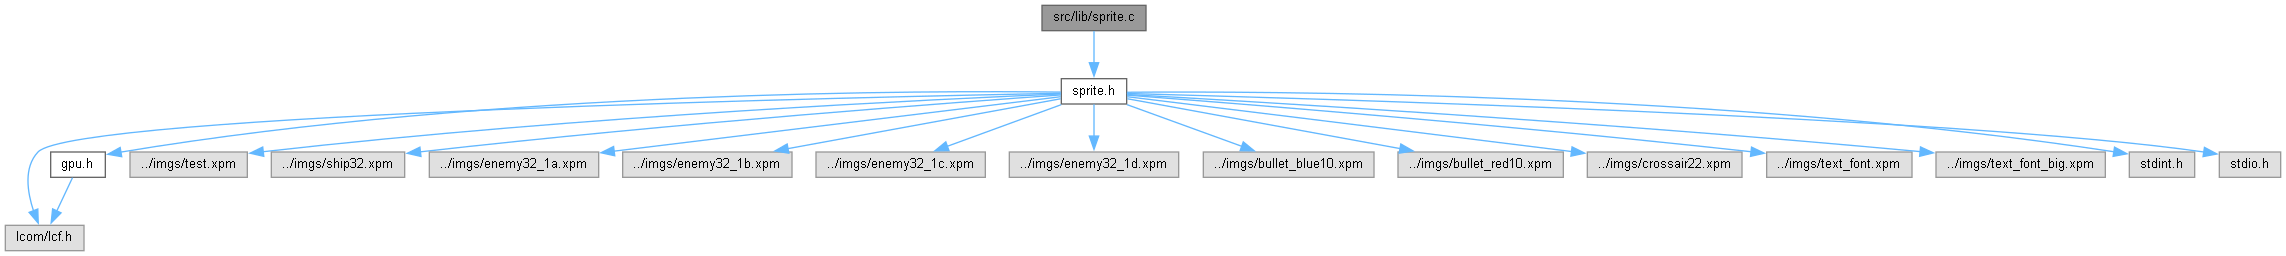 src/lib/sprite.c
sprite.h
gpu.h
../imgs/test.xpm
../imgs/ship32.xpm
../imgs/enemy32_1a.xpm
../imgs/enemy32_1b.xpm
../imgs/enemy32_1c.xpm
../imgs/enemy32_1d.xpm
../imgs/bullet_blue10.xpm
../imgs/bullet_red10.xpm
../imgs/crossair22.xpm
../imgs/text_font.xpm
../imgs/text_font_big.xpm
stdint.h
stdio.h
lcom/lcf.h